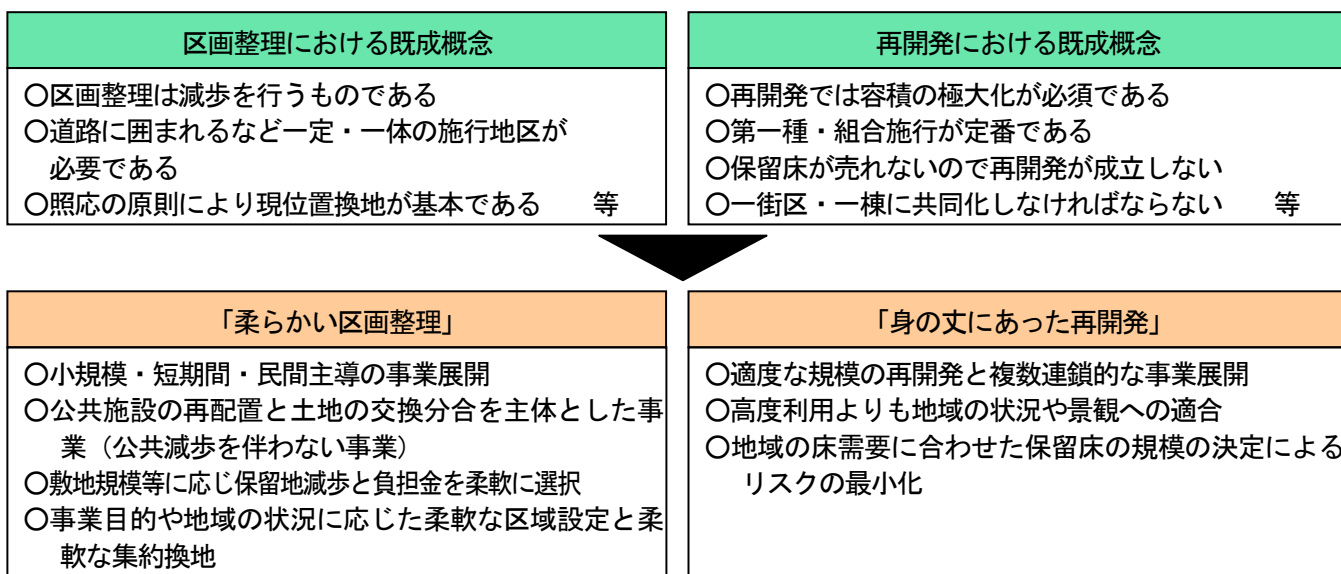 区画整理における既成概念
〇区画整理は減歩を行うものである
〇道路に囲まれるなど一定・一体の施行地区が
必要である
〇照応の原則により現位置換地が基本である 等
再開発における既成概念
〇再開発では容積の極大化が必須である
〇第一種・組合施行が定番である
〇保留床が売れないので再開発が成立しない
〇一街区・一棟に共同化しなければならない 等
「柔らかい区画整理」
〇小規模・短期間・民間主導の事業展開
〇公共施設の再配置と土地の交換分合を主体とした事
業（公共減歩を伴わない事業）
〇敷地規模等に応じ保留地減歩と負担金を柔軟に選択
〇事業目的や地域の状況に応じた柔軟な区域設定と柔
軟な集約換地
「身の丈にあった再開発」
〇適度な規模の再開発と複数連鎖的な事業展開
〇高度利用よりも地域の状況や景観への適合
〇地域の床需要に合わせた保留床の規模の決定による
リスクの最小化